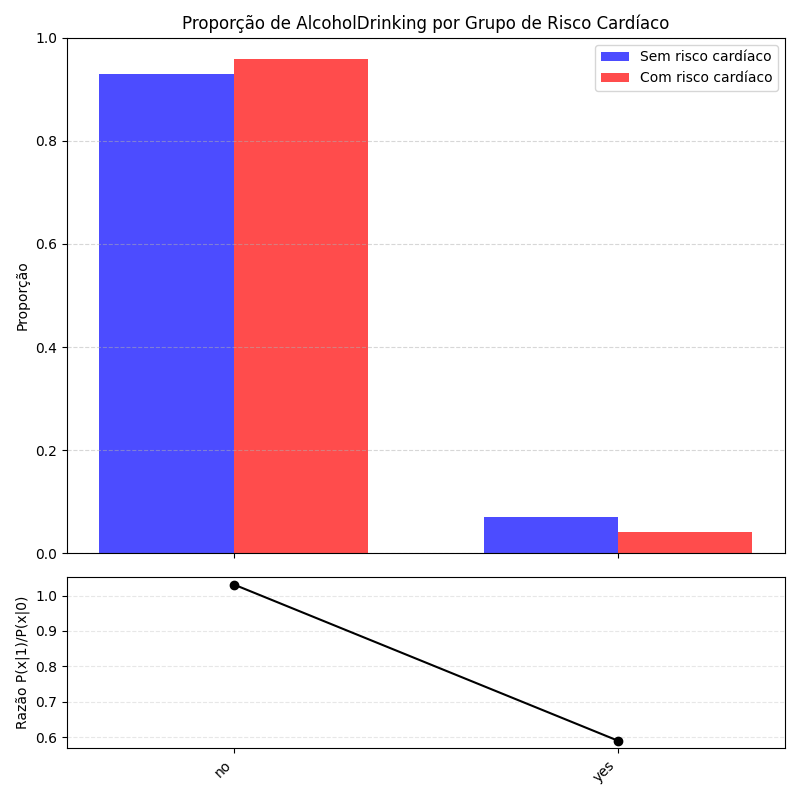 Proporção de AlcoholDrinking por Grupo de Risco Cardíaco
1.0
0.8
0.6
0.4
0.2
0.0
Proporção
Sem risco cardíaco
Com risco cardíaco
1.0
0.9
0.8
0.7
0.6
Razão P(x|1)/P(x|0)
no
yes